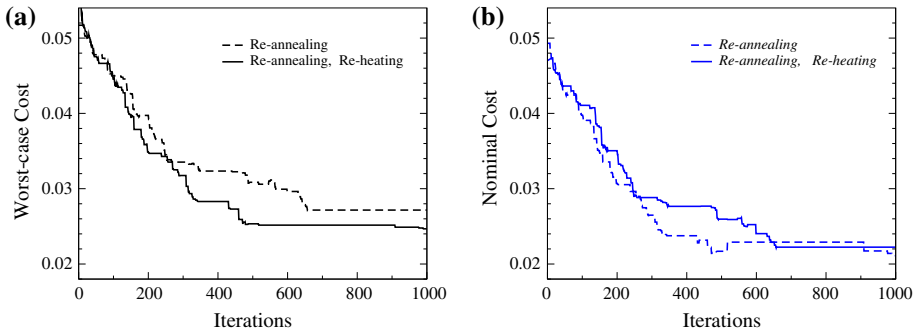 (a)
Worst-case Cost
0.05
0.04
0.03
0.02
Re-annealing
Re-annealing, Re-heating
0
200
400
600
800
1000
Iterations
(b)
Nominal Cost
0.05
0.04
0.03
0.02
Re-annealing
Re-annealing, Re-heating
0
200
400
600
800
1000
Iterations